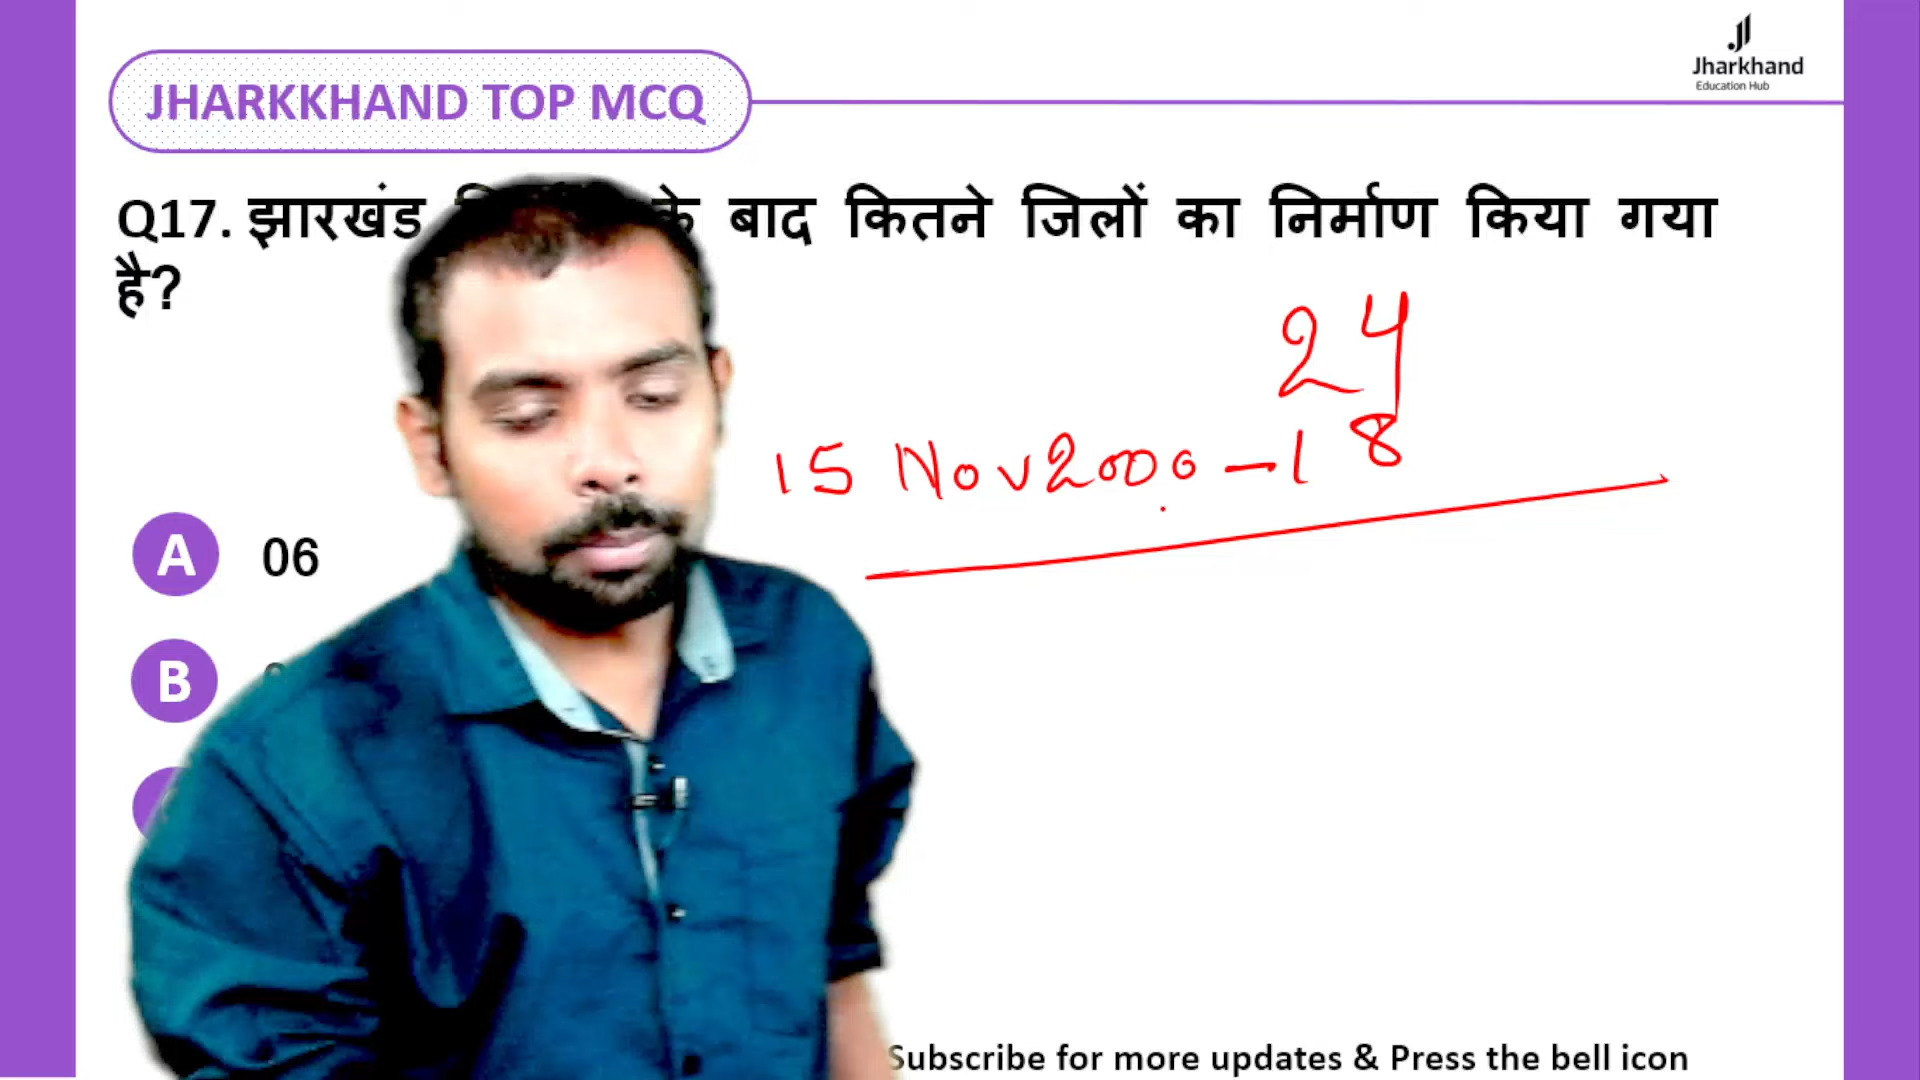 Jharkhand
Education Hub
JHARKKHAND TOP MCQ
Q17. झारखंड के बाद कितने जिलों का निर्माण किया गया
है?
24
15 Nov 2000 – 18
A 06
B
Subscribe for more updates & Press the bell icon